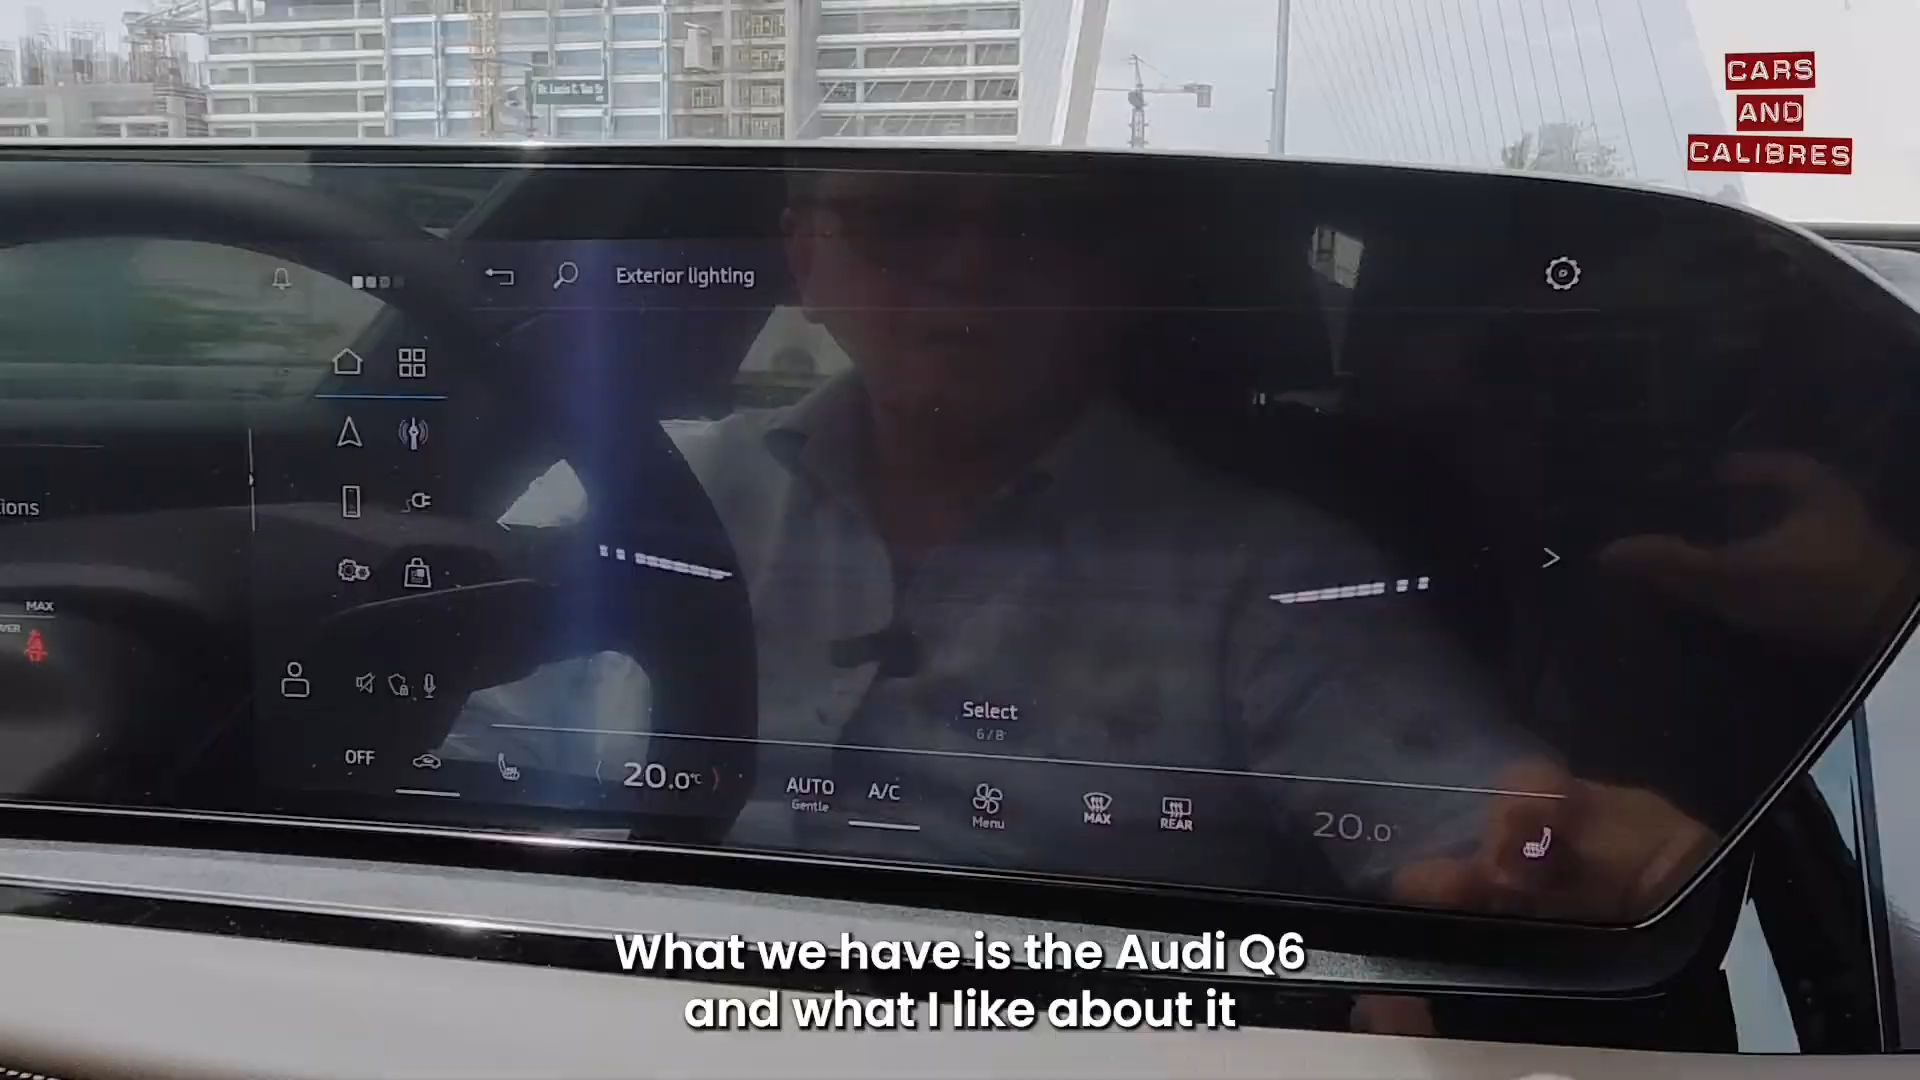 CARS
AND
CALIBRES
Exterior lighting
ions
MAX
Select
6/8
OFF
20.0°C
AUTO
Gentle
A/C
Menu
MAX
REAR
20.0
What we have is the Audi Q6
and what I like about it